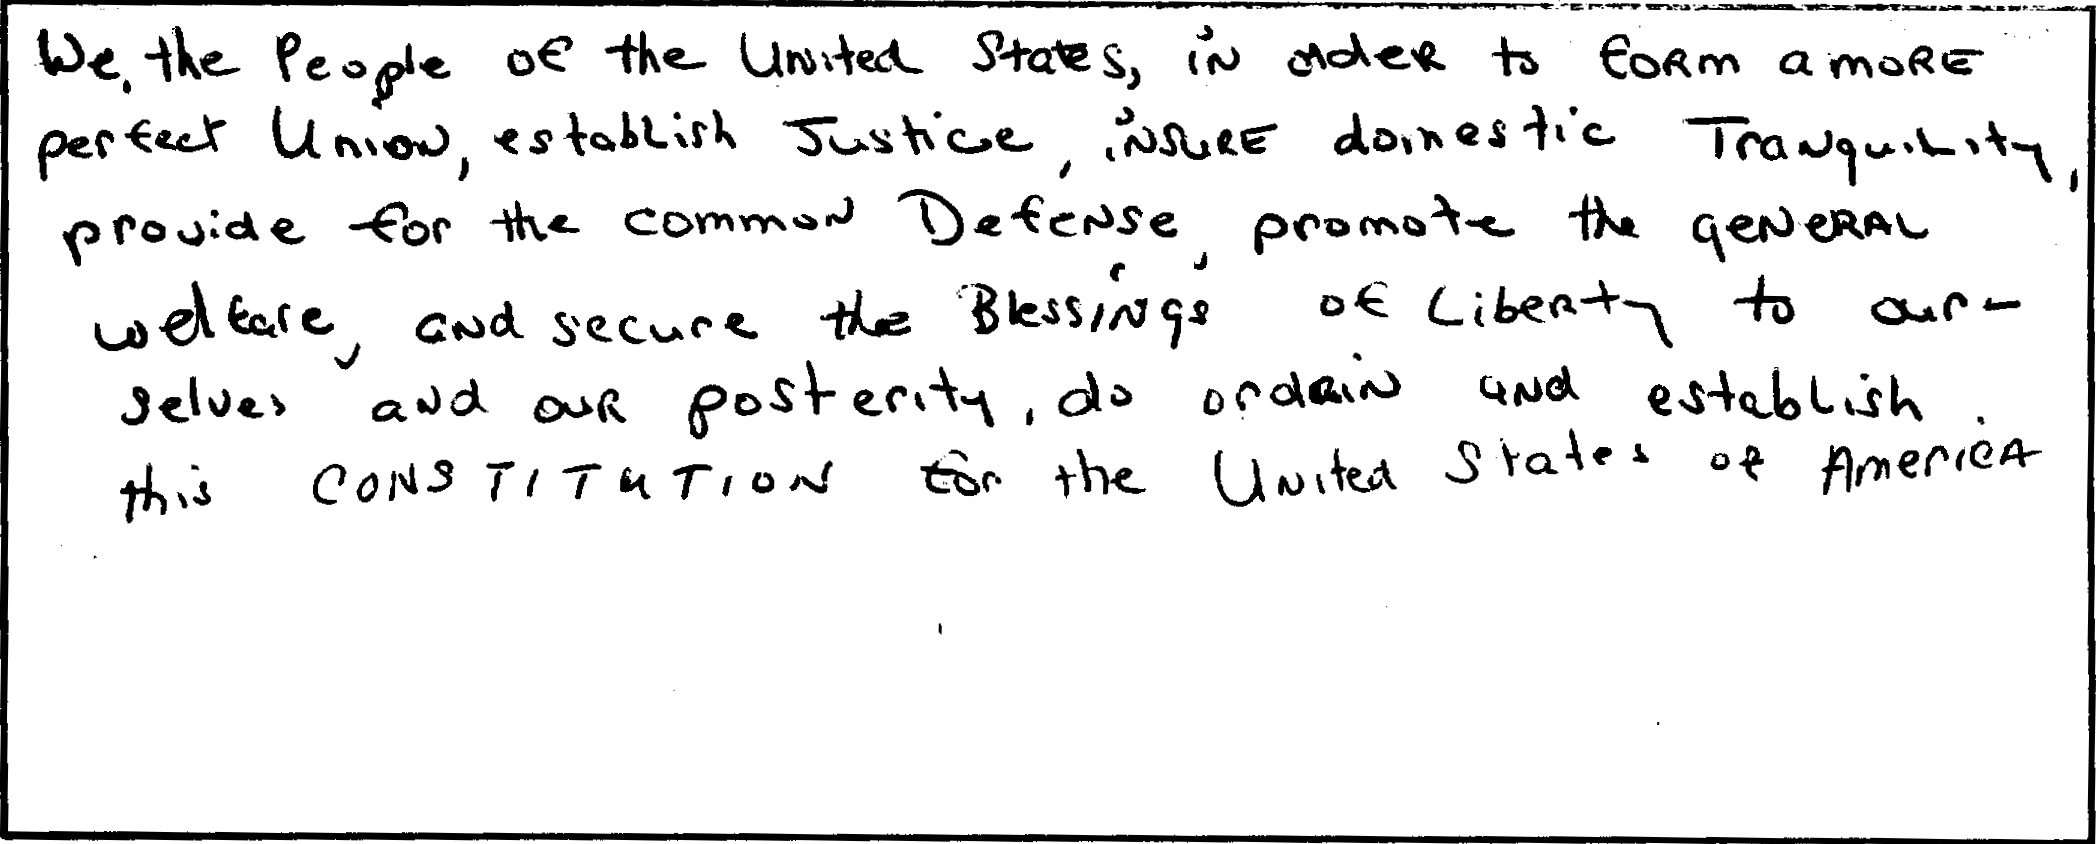 We, the People of the United States, in order to form a more
perfect Union, establish Justice, insure domestic Tranquility,
provide for the common Defense, promote the general
welfare, and secure the Blessings of Liberty to our-
selves and our posterity, do ordain and establish
this CONSTITUTION for the United States of America